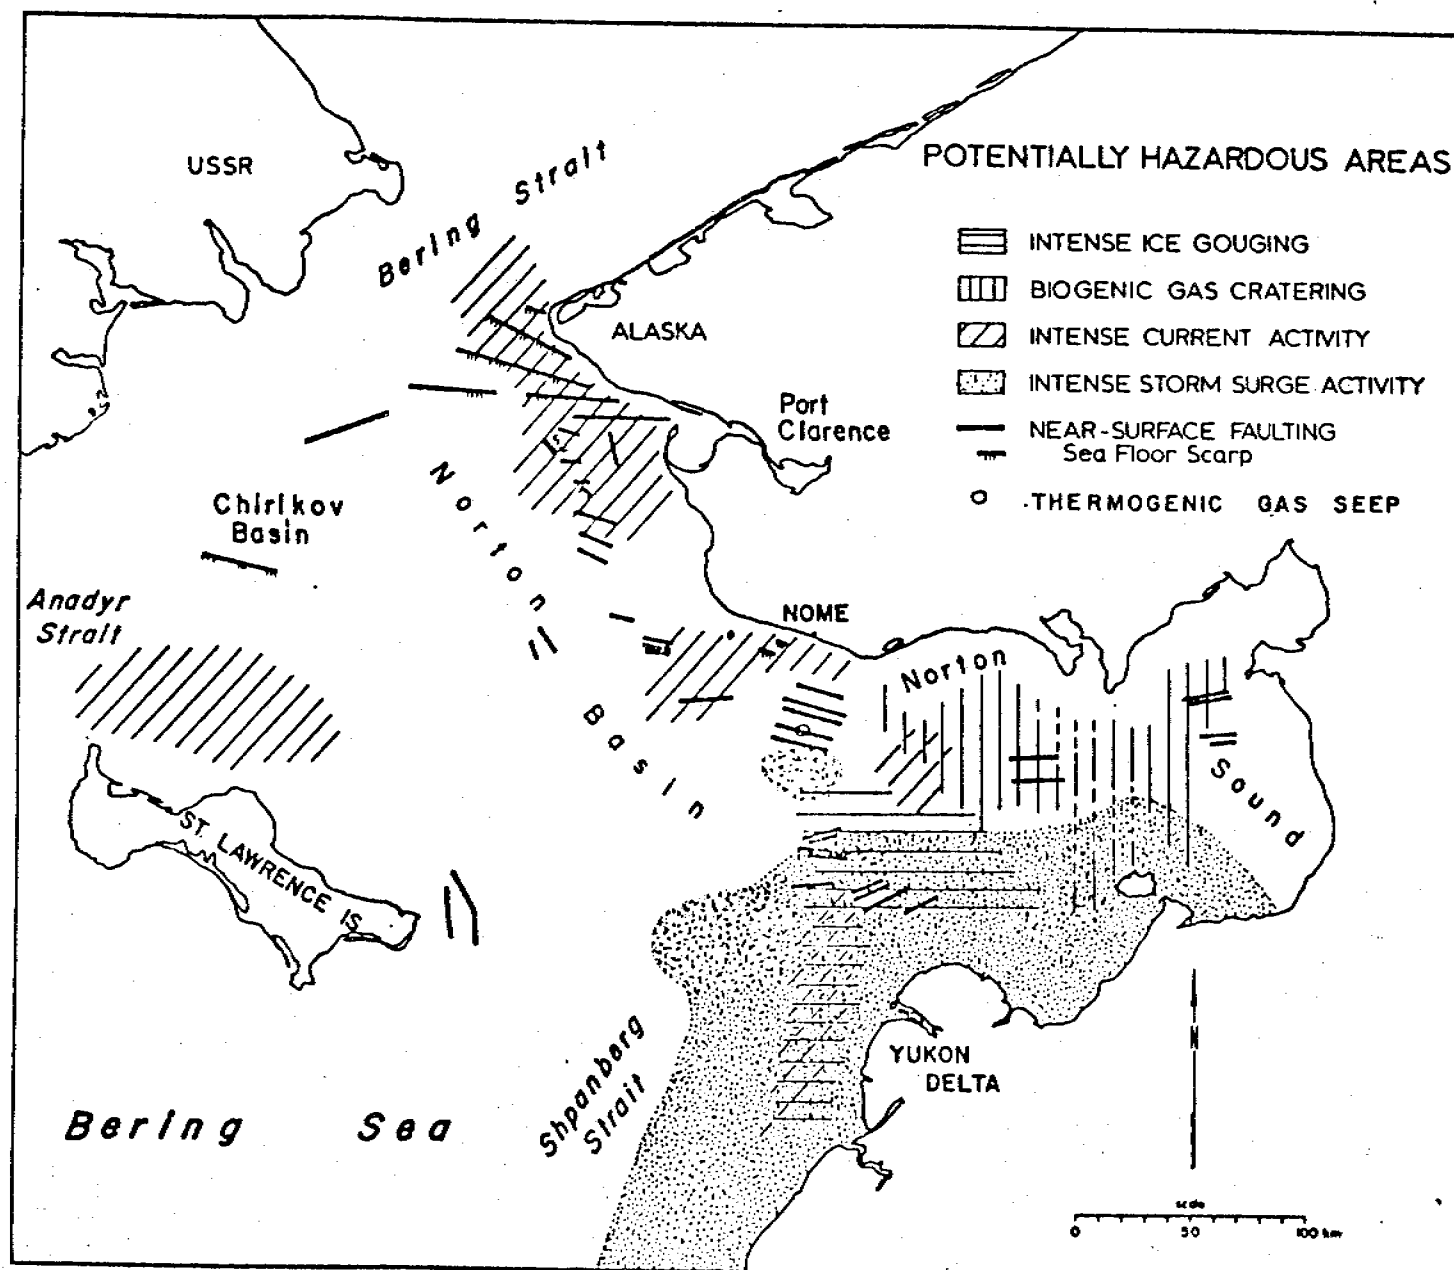 USSR
Bering Strait
POTENTIALLY HAZARDOUS AREAS
INTENSE ICE GOUGING
BIOGENIC GAS CRATERING
INTENSE CURRENT ACTIVITY
INTENSE STORM SURGE ACTIVITY
NEAR-SURFACE FAULTING
Sea Floor Scarp
THERMOGENIC GAS SEEP
ALASKA
Port
Clarence
Chirikov
Basin
Norton Basin
Anadyr
Strait
NOME
Norton Sound
ST. LAWRENCE IS.
YUKON
DELTA
Shpanberg
Strait
Bering Sea
N
scale
0 50 100 km